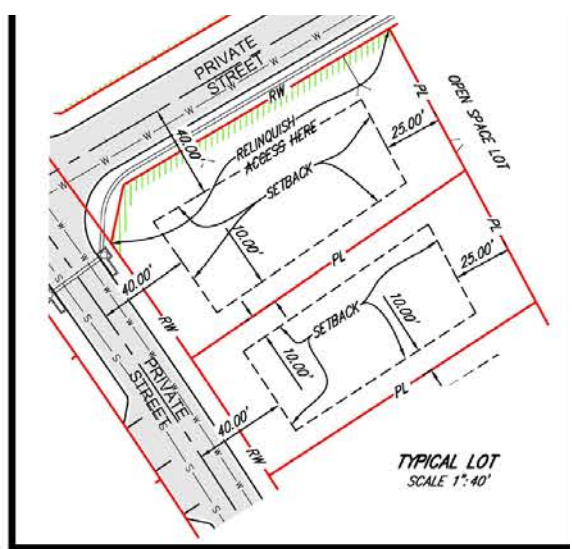 PRIVATE
STREET
W W W W
RW
40.00'
RELINQUISH
ACCESS HERE
SETBACK
PL
25.00'
OPEN SPACE LOT
10.00'
40.00'
PL
PL
RW
25.00'
SETBACK
10.00'
10.00'
PRIVATE
STREET
S S S
W W W
40.00'
RW
PL
TYPICAL LOT
SCALE 1":40'